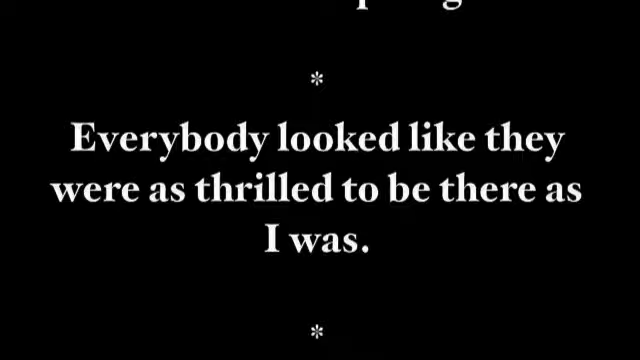 *
Everybody looked like they
were as thrilled to be there as
I was.
*